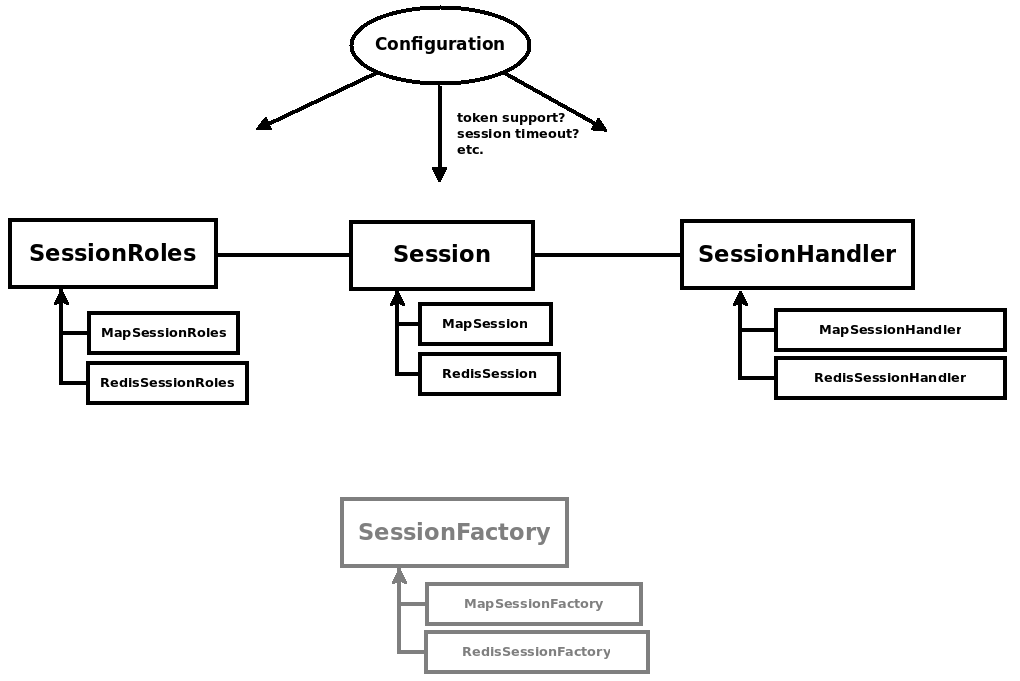 Configuration
token support?
session timeout?
etc.
SessionRoles
Session
SessionHandler
MapSessionRoles
RedisSessionRoles
MapSession
RedisSession
MapSessionHandler
RedisSessionHandler
SessionFactory
MapSessionFactory
RedisSessionFactory